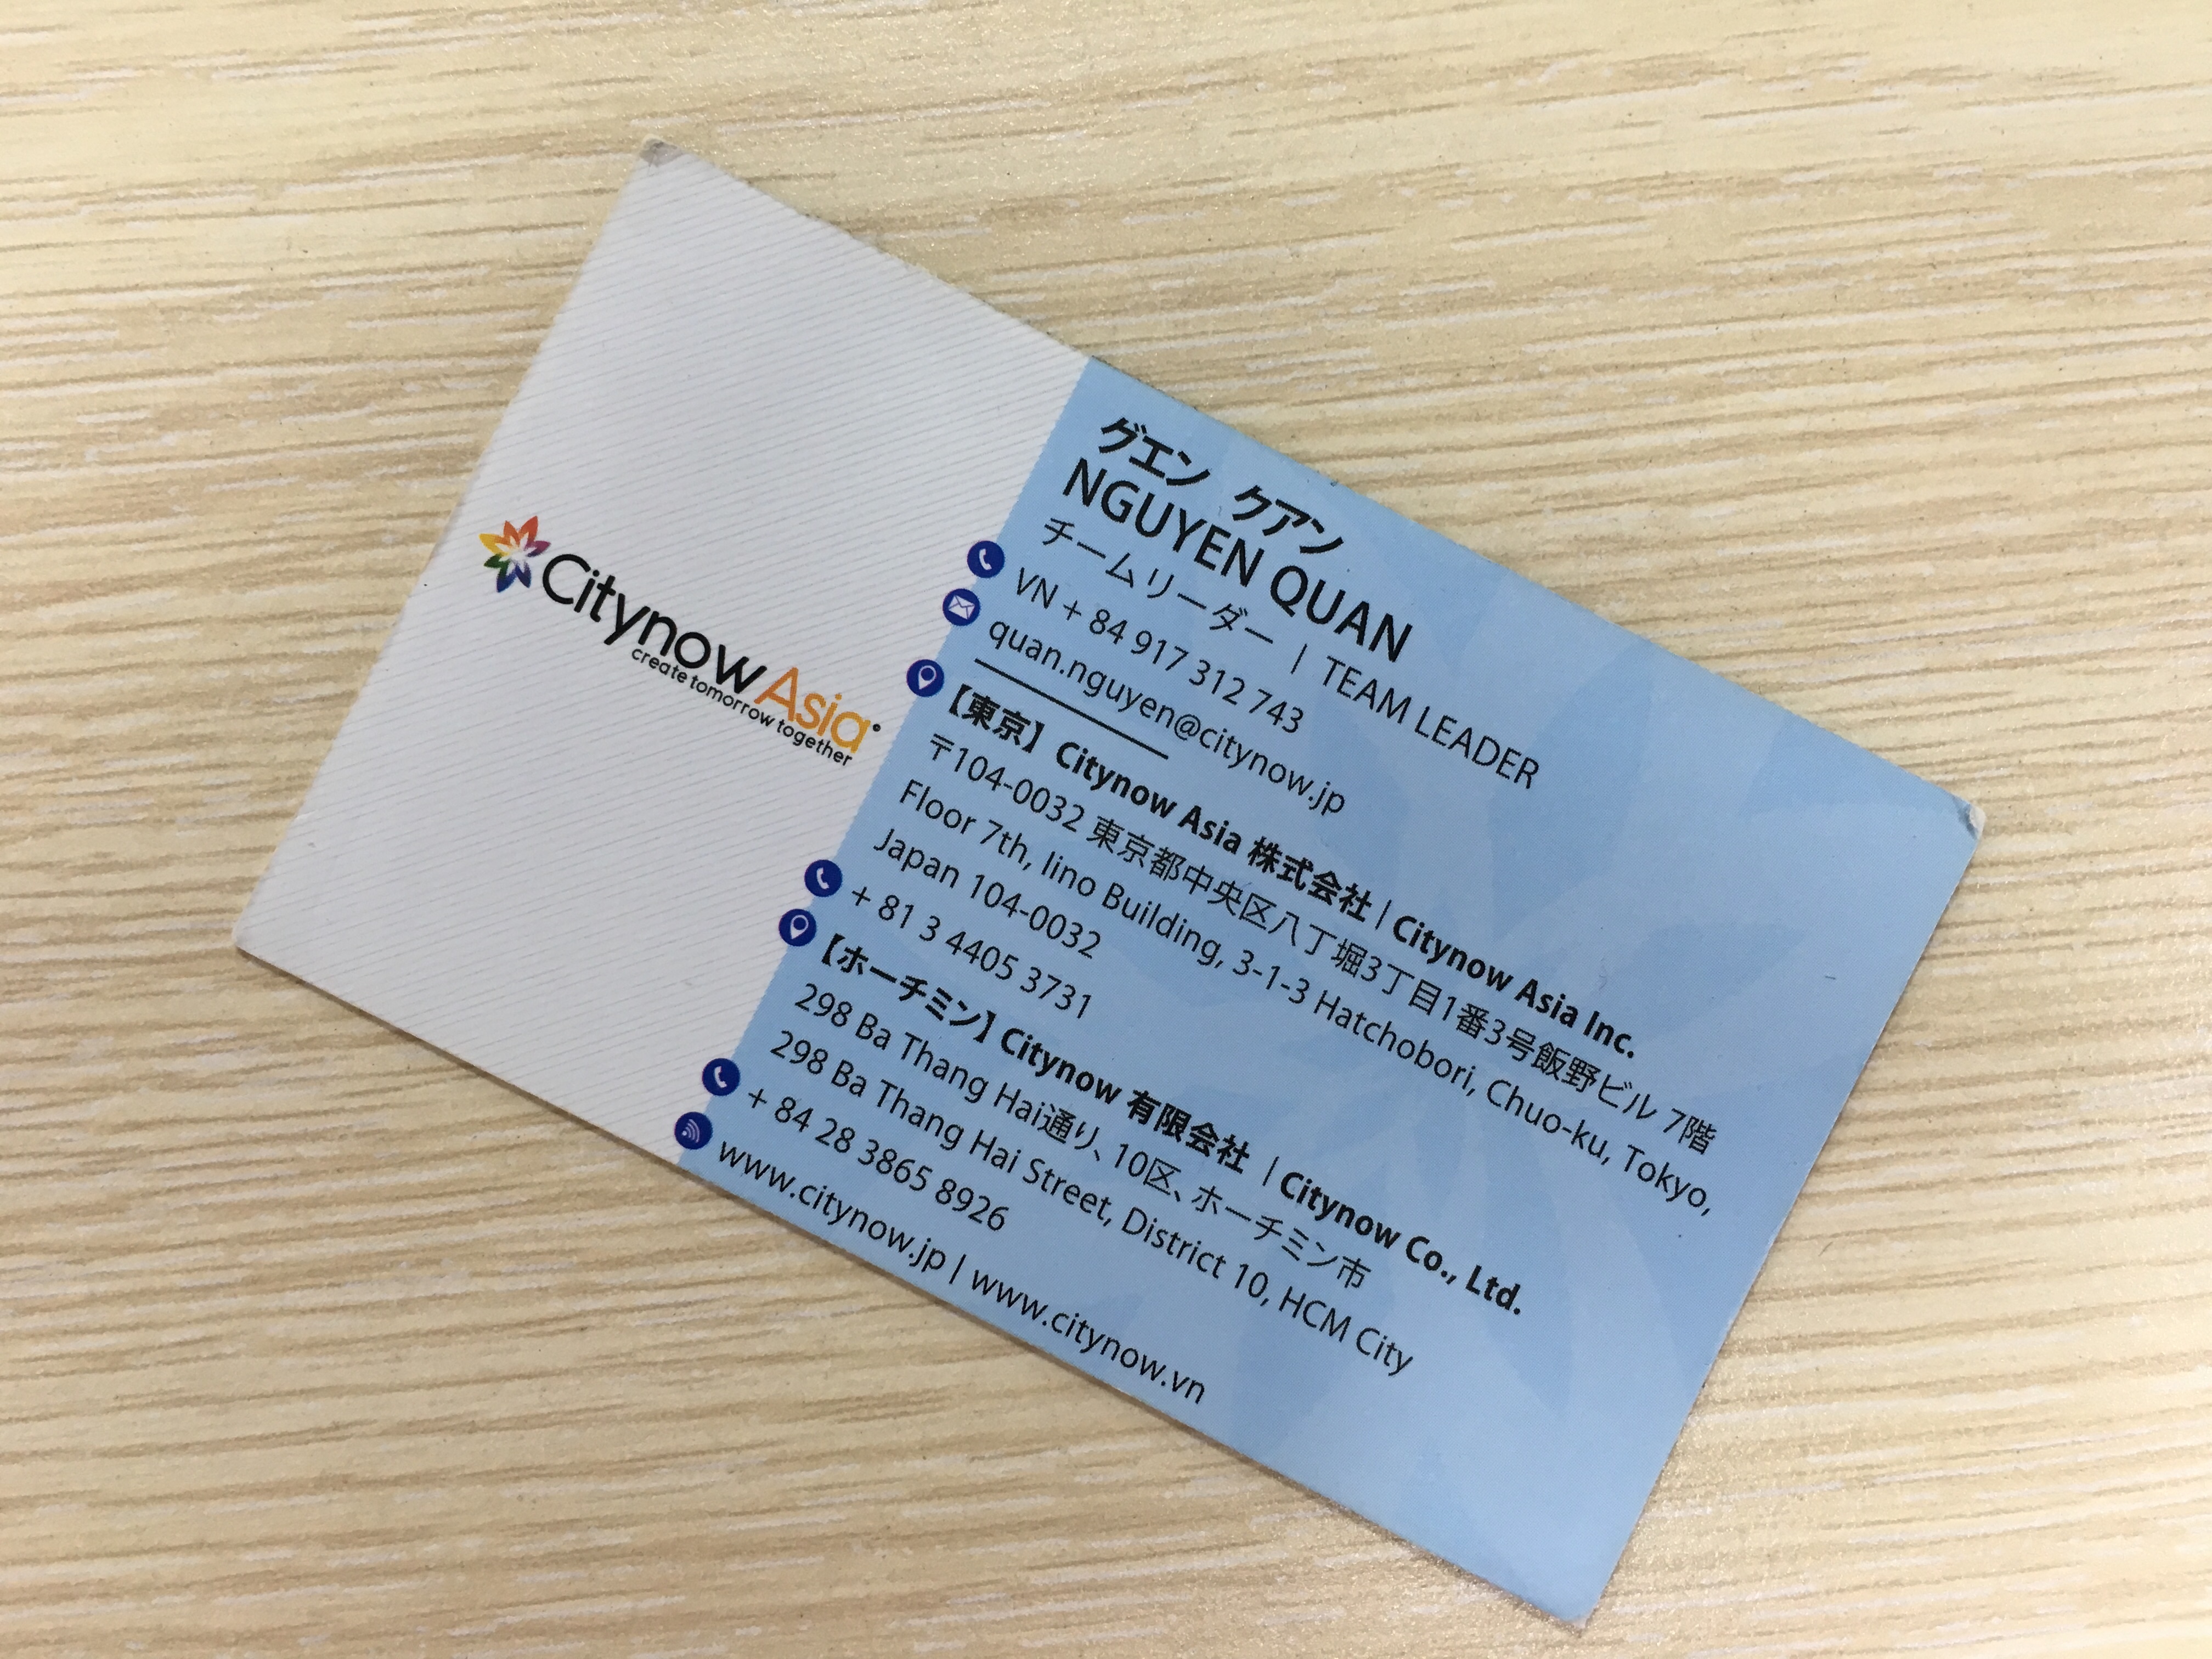 CitynowAsia
create tomorrow together
グエン クアン
NGUYEN QUAN
チームリーダー | TEAM LEADER
VN + 84 917 312 743
quan.nguyen@citynow.jp
【東京】Citynow Asia 株式会社 | Citynow Asia Inc.
〒104-0032 東京都中央区八丁堀3丁目1番3号飯野ビル 7階
Floor 7th, Iino Building, 3-1-3 Hatchobori, Chuo-ku, Tokyo,
Japan 104-0032
+ 81 3 4405 3731
【ホーチミン】Citynow 有限会社 | Citynow Co., Ltd.
298 Ba Thang Hai通り、10区、ホーチミン市
298 Ba Thang Hai Street, District 10, HCM City
+ 84 28 3865 8926
www.citynow.jp | www.citynow.vn